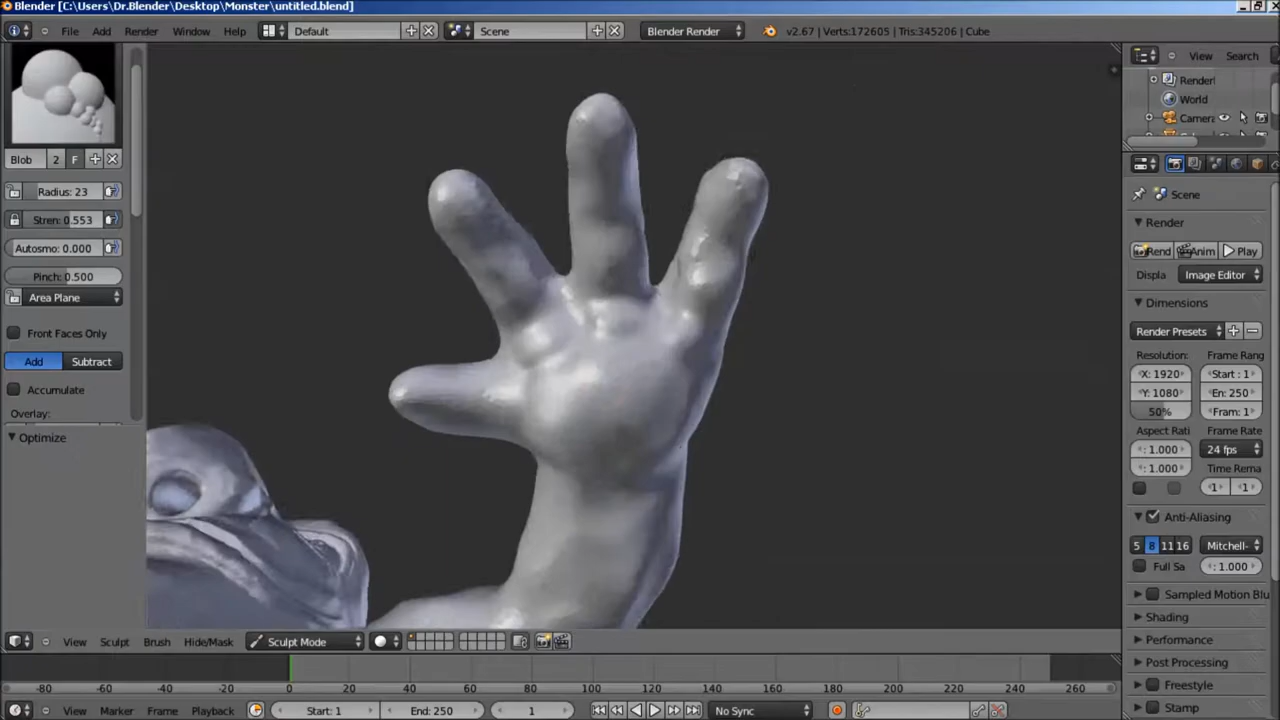 Blender [C:\Users\Dr.Blender\Desktop\Monster\untitled.blend]
File Add Render Window Help Default Scene Blender Render v2.67 | Verts:172605 | Tris:345206 | Cube
View Search
Render
World
Camera
Blob 2 F
Radius: 23
Stren: 0.553
Autosmo: 0.000
Pinch: 0.500
Area Plane
Front Faces Only
Add Subtract
Accumulate
Overlay:
Optimize
Scene
Render
Rend Anim Play
Displa Image Editor
Dimensions
Render Presets
Resolution: Frame Rang
X: 1920 Start : 1
Y: 1080 En: 250
50% Fram: 1
Aspect Rati Frame Rate
: 1.000 24 fps
: 1.000 Time Rema
1 1
Anti-Aliasing
5 8 11 16 Mitchell-
Full Sa : 1.000
Sampled Motion Blu
Shading
Performance
Post Processing
Freestyle
Stamp
View Sculpt Brush Hide/Mask Sculpt Mode
-80 -60 -40 -20 0 20 40 60 80 100 120 140 160 180 200 220 240 260
View Marker Frame Playback Start: 1 End: 250 1 No Sync